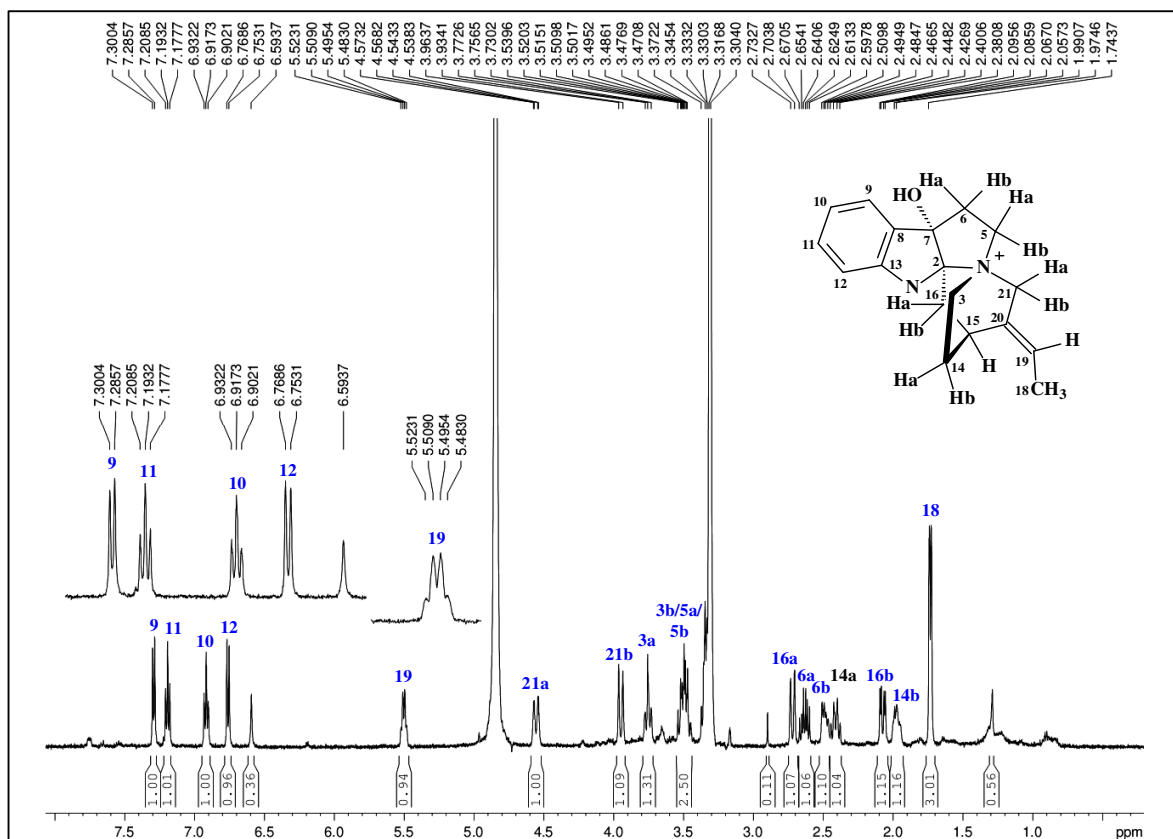 7.3004 7.2857 7.2085 7.1932 7.1777 6.9322 6.9173 6.9021 6.7686 6.7531 6.5937 5.5231 5.5090 5.4954 5.4830 4.5732 4.5682 4.5433 4.5383 3.9637 3.9341 3.7726 3.7565 3.7302 3.5396 3.5203 3.5151 3.5098 3.5017 3.4952 3.4861 3.4769 3.4708 3.3722 3.3454 3.3332 3.3303 3.3168 3.3040 2.7327 2.7038 2.6705 2.6541 2.6406 2.6249 2.6133 2.5978 2.5098 2.4949 2.4847 2.4665 2.4482 2.4269 2.4006 2.3808 2.0956 2.0859 2.0670 2.0573 1.9907 1.9746 1.7437
Ha Hb
HO Ha
9
10 6
8 7 5
11 Hb
2 N + Ha
13
12 N 21
Ha 16 3 Hb
20
Hb 15 H
19
14 H
Ha 18 CH3
Hb
7.3004 7.2857 7.2085 7.1932 7.1777 6.9322 6.9173 6.9021 6.7686 6.7531 6.5937
5.5231 5.5090 5.4954 5.4830
9 11 10 12
19
18
3b/5a/
5b
9 11 10 12 19 21a 21b 3a 16a 6a 6b 14a 16b 14b
1.00 1.01 1.00 0.96 0.36 0.94 1.00 1.09 1.31 2.50 0.11 1.07 1.06 1.10 1.04 1.15 1.16 3.01 0.56
7.5 7.0 6.5 6.0 5.5 5.0 4.5 4.0 3.5 3.0 2.5 2.0 1.5 1.0 ppm